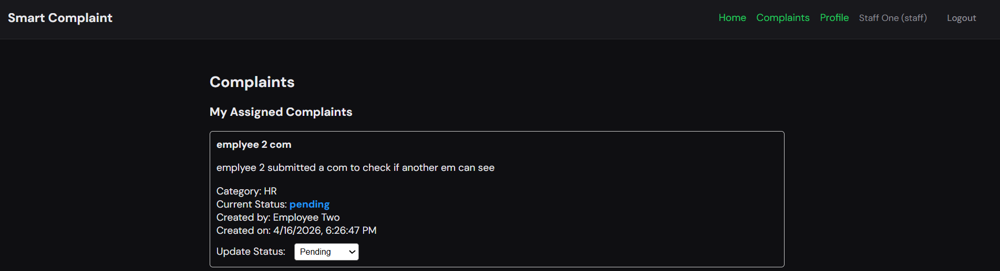 Smart Complaint
Home Complaints Profile Staff One (staff) Logout
Complaints
My Assigned Complaints
emplyee 2 com
emplyee 2 submitted a com to check if another em can see
Category: HR
Current Status: pending
Created by: Employee Two
Created on: 4/16/2026, 6:26:47 PM
Update Status: Pending